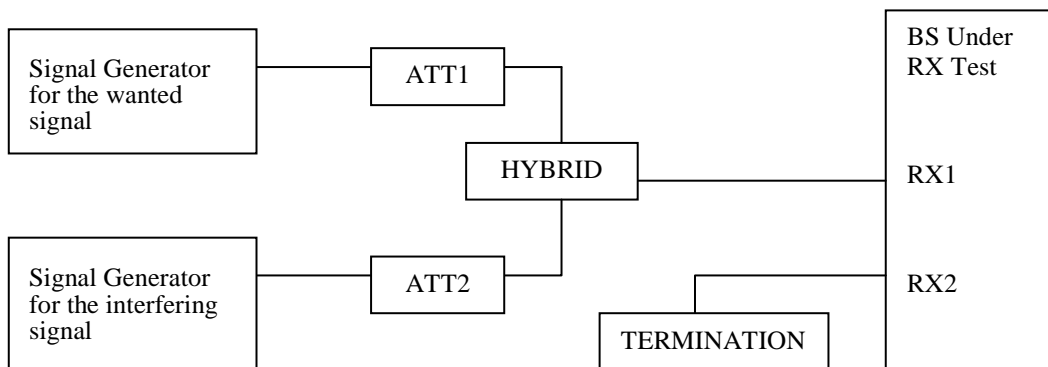 Signal Generator
for the wanted
signal
ATT1
HYBRID
BS Under
RX Test
RX1
Signal Generator
for the interfering
signal
ATT2
RX2
TERMINATION